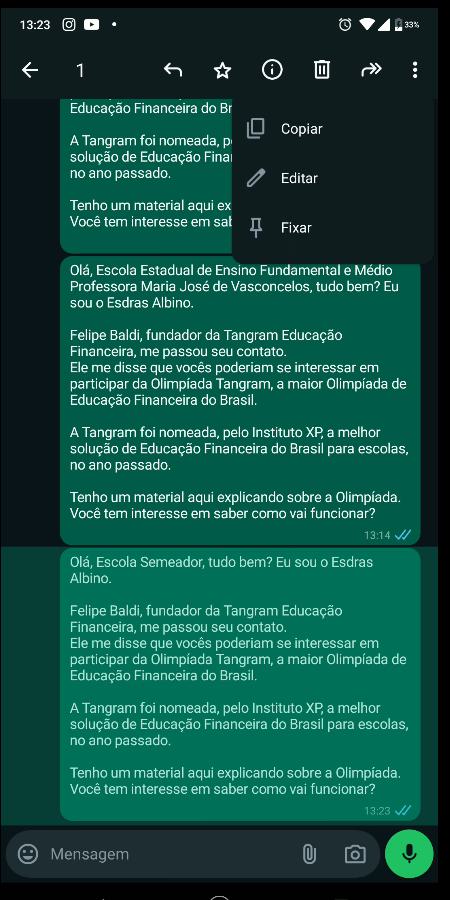 13:23
33%
1
Educação Financeira do Br
Copiar
A Tangram foi nomeada, p
solução de Educação Finan
no ano passado.
Editar
Tenho um material aqui ex
Você tem interesse em sab
Fixar
Olá, Escola Estadual de Ensino Fundamental e Médio
Professora Maria José de Vasconcelos, tudo bem? Eu
sou o Esdras Albino.
Felipe Baldi, fundador da Tangram Educação
Financeira, me passou seu contato.
Ele me disse que vocês poderiam se interessar em
participar da Olimpíada Tangram, a maior Olimpíada de
Educação Financeira do Brasil.
A Tangram foi nomeada, pelo Instituto XP, a melhor
solução de Educação Financeira do Brasil para escolas,
no ano passado.
Tenho um material aqui explicando sobre a Olimpíada.
Você tem interesse em saber como vai funcionar?
13:14
Olá, Escola Semeador, tudo bem? Eu sou o Esdras
Albino.
Felipe Baldi, fundador da Tangram Educação
Financeira, me passou seu contato.
Ele me disse que vocês poderiam se interessar em
participar da Olimpíada Tangram, a maior Olimpíada de
Educação Financeira do Brasil.
A Tangram foi nomeada, pelo Instituto XP, a melhor
solução de Educação Financeira do Brasil para escolas,
no ano passado.
Tenho um material aqui explicando sobre a Olimpíada.
Você tem interesse em saber como vai funcionar?
13:23
Mensagem